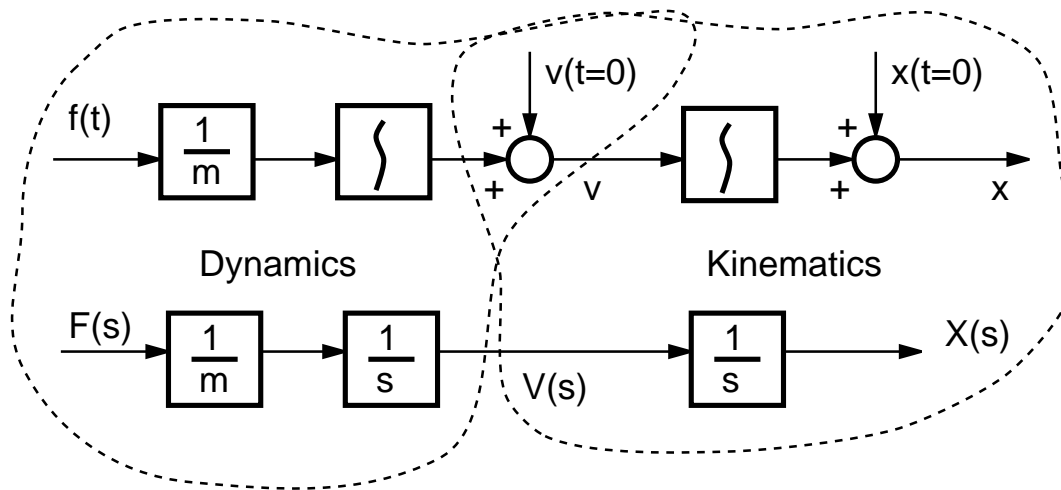 v(t=0)
x(t=0)
f(t)
1
m
+
+
v
+
+
x
Dynamics
Kinematics
F(s)
1
m
1
s
V(s)
1
s
X(s)